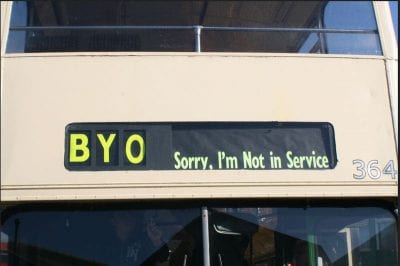 BYO Sorry, I'm Not in Service
364